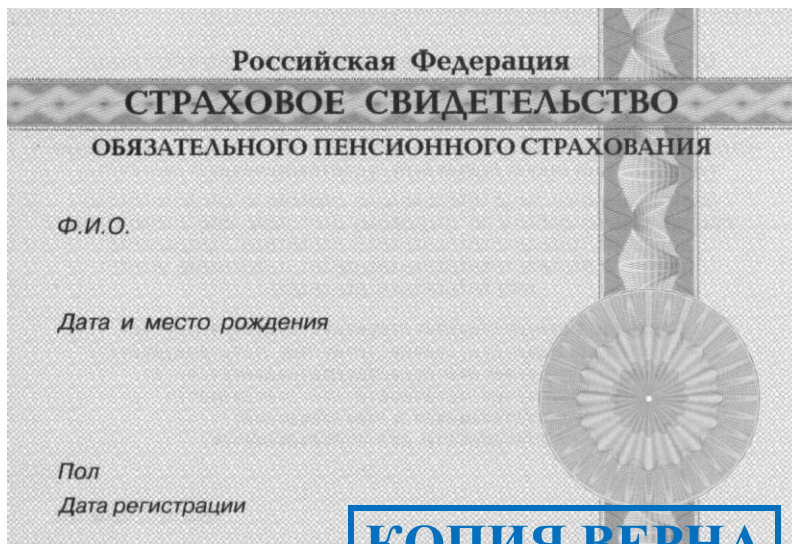 Российская Федерация
СТРАХОВОЕ СВИДЕТЕЛЬСТВО
ОБЯЗАТЕЛЬНОГО ПЕНСИОННОГО СТРАХОВАНИЯ
Ф.И.О.
Дата и место рождения
Пол
Дата регистрации
КОПИЯ ВЕРНА